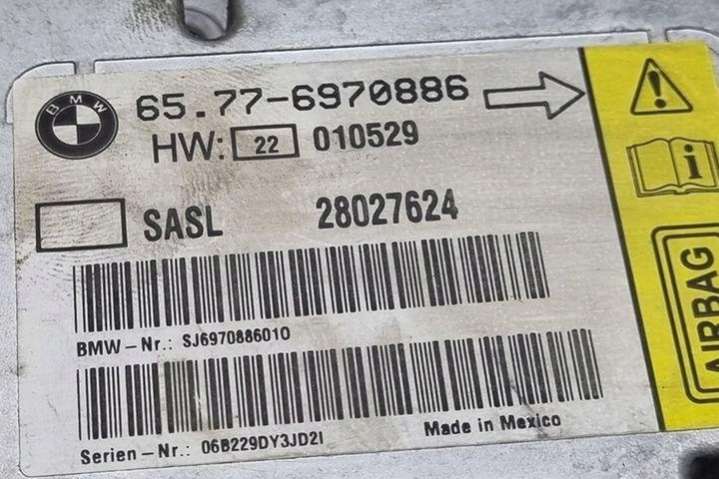 BMW
65.77-6970886
HW: 22 010529
SASL 28027624
BMW-Nr.: SJ6970886010
Serien-Nr.: 06B229DY3JD2I
Made in Mexico
i
AIRBAG